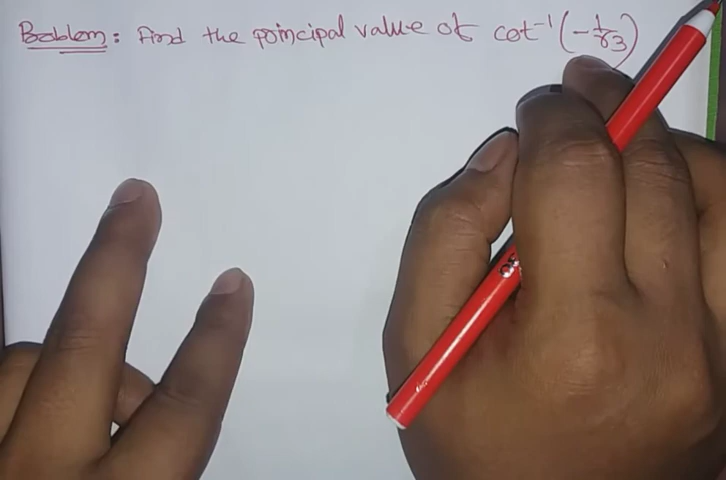 Problem: Find the principal value of cot⁻¹(-1/√3)